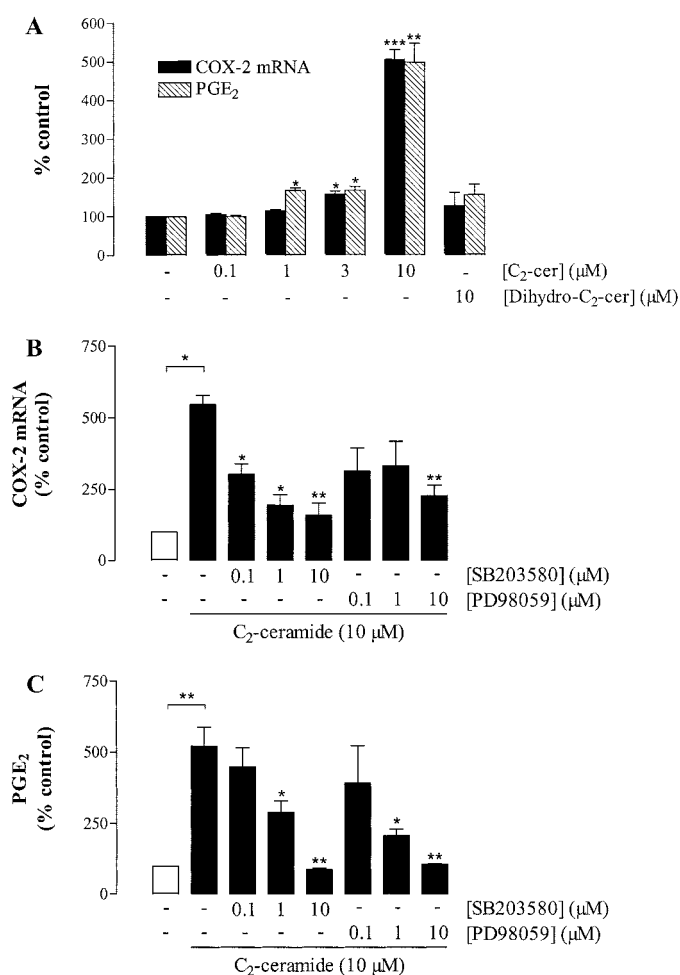 A
600
500
400
300
200
100
0
% control
COX-2 mRNA
PGE2
*
*
*
***
**
- 0.1 1 3 10 - [C2-cer] (µM)
- - - - - 10 [Dihydro-C2-cer] (µM)
B
750
500
250
0
COX-2 mRNA
(% control)
*
*
*
**
**
- - 0.1 1 10 - - - [SB203580] (µM)
- - - - - 0.1 1 10 [PD98059] (µM)
C2-ceramide (10 µM)
C
750
500
250
0
PGE2
(% control)
**
*
**
*
**
- - 0.1 1 10 - - - [SB203580] (µM)
- - - - - 0.1 1 10 [PD98059] (µM)
C2-ceramide (10 µM)